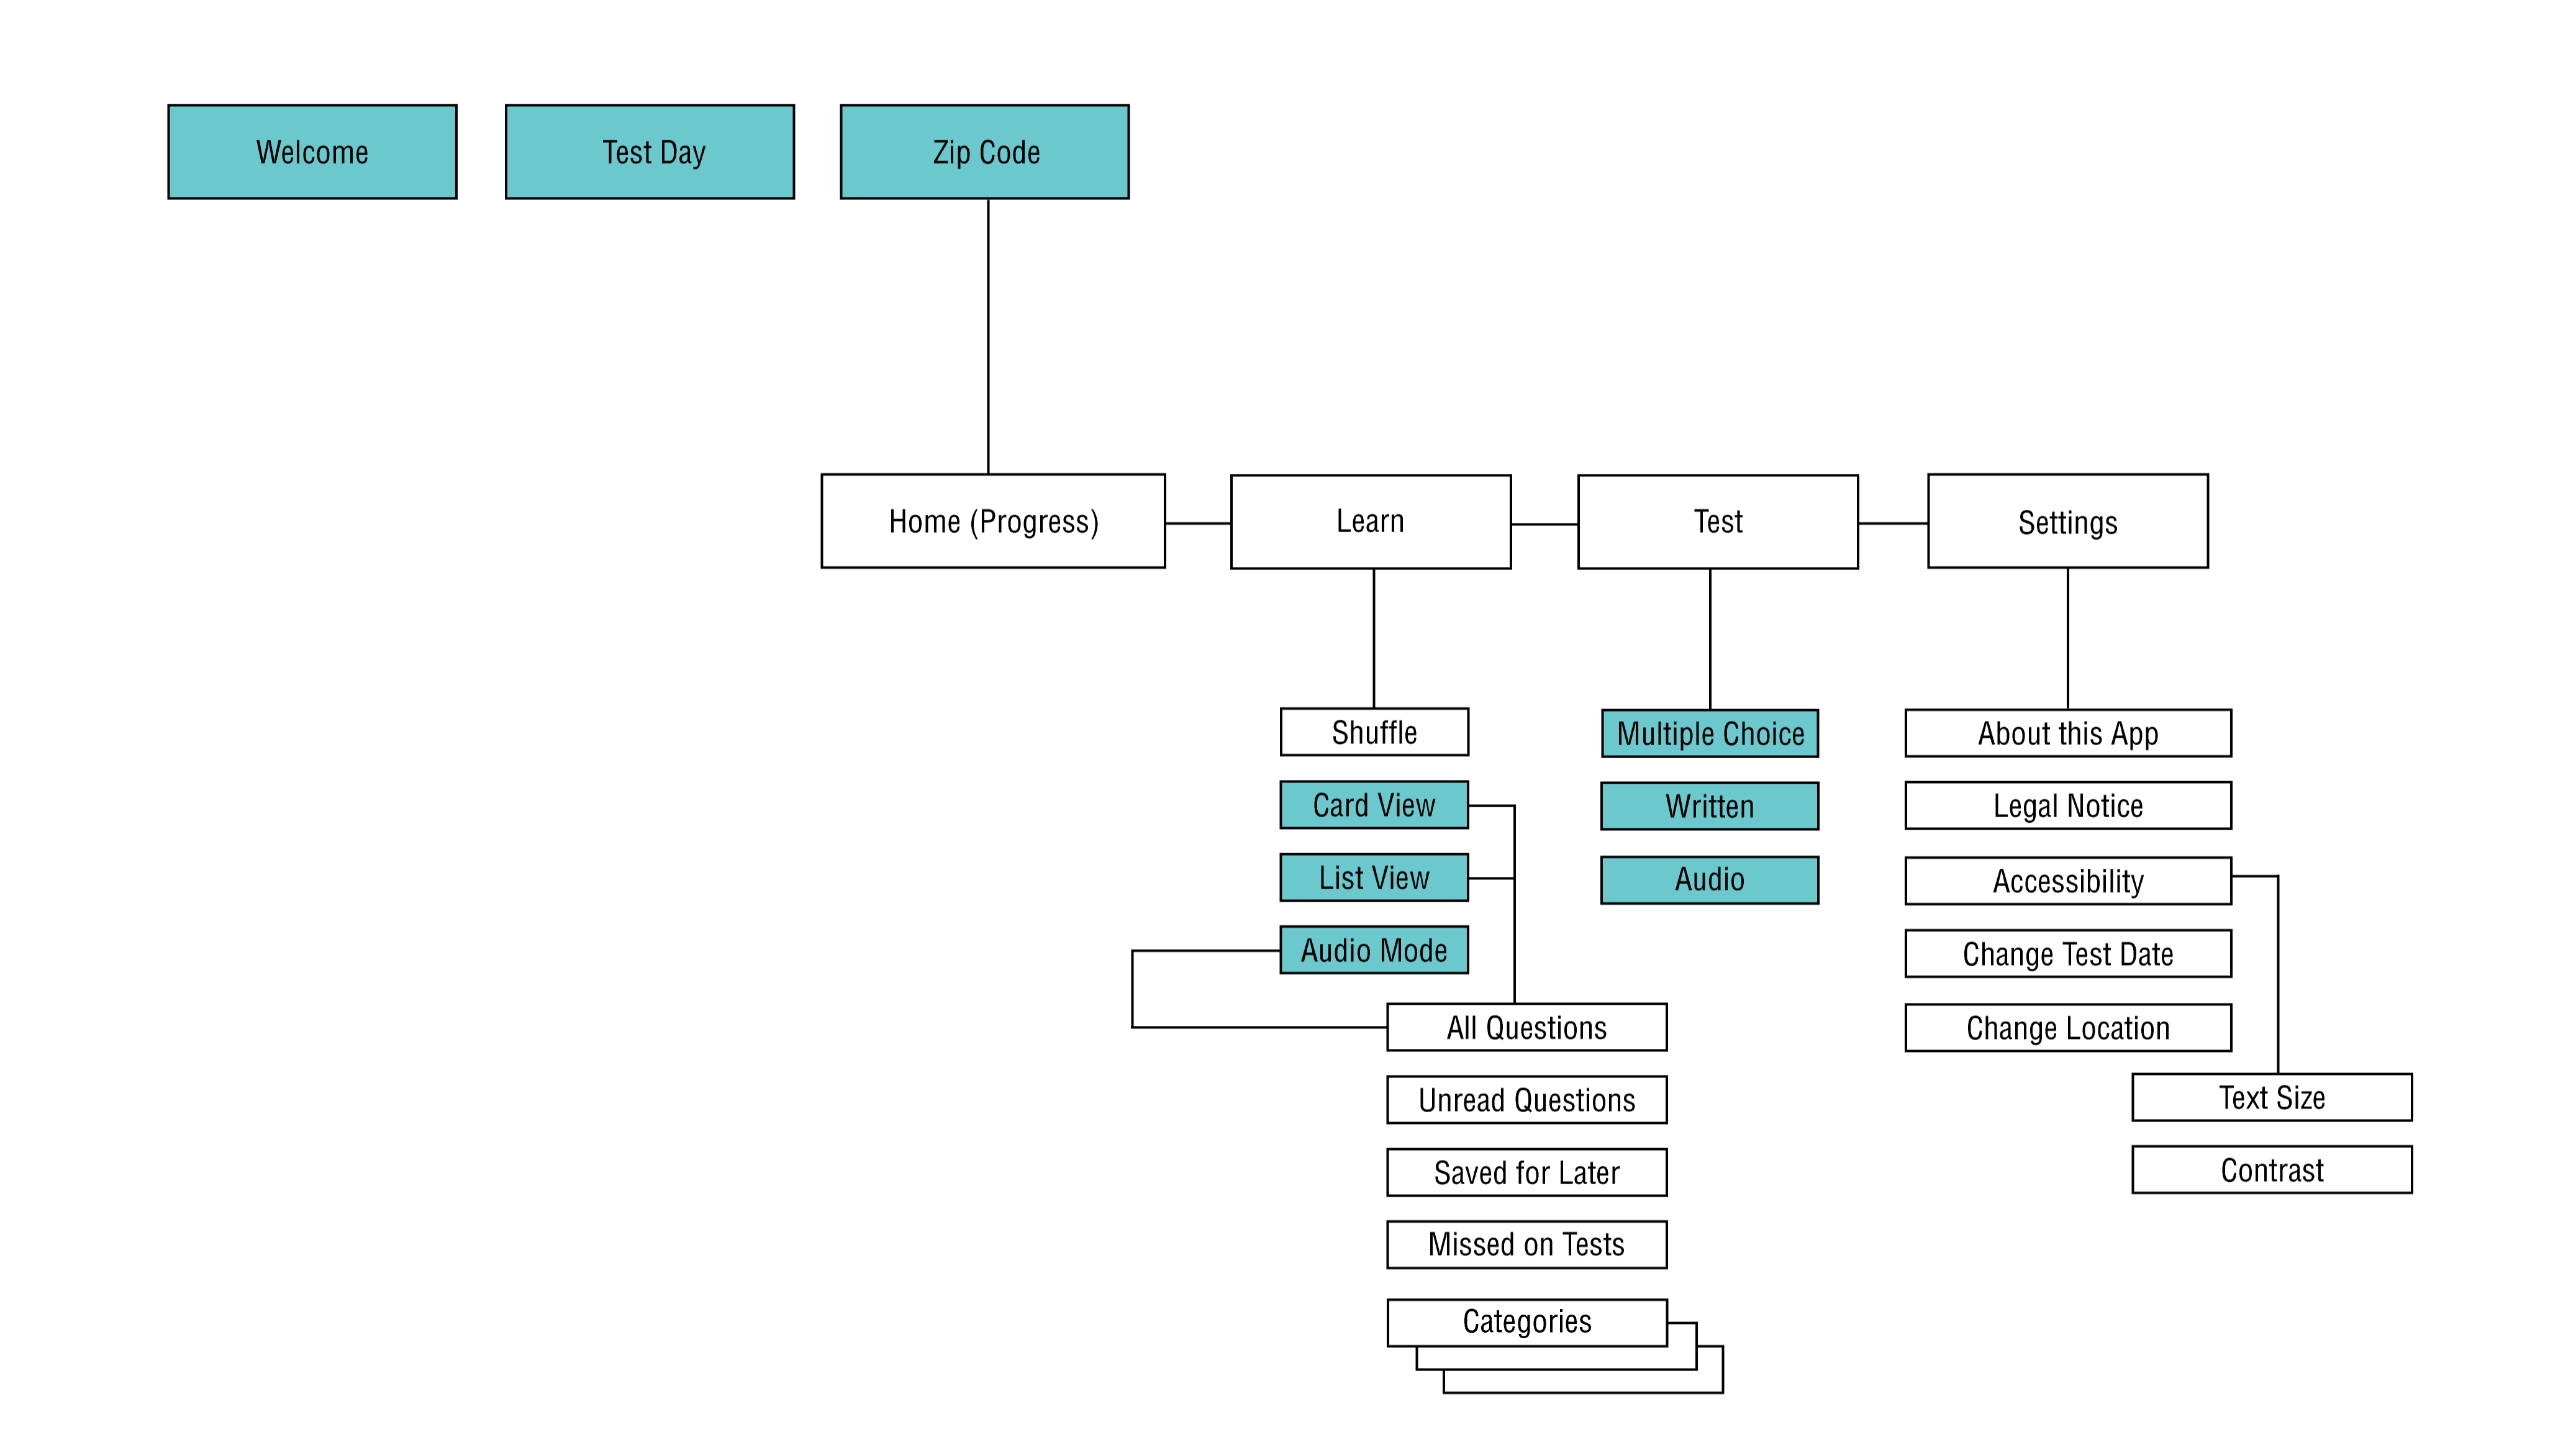 Welcome
Test Day
Zip Code
Home (Progress)
Learn
Test
Settings
Shuffle
Card View
List View
Audio Mode
All Questions
Unread Questions
Saved for Later
Missed on Tests
Categories
Multiple Choice
Written
Audio
About this App
Legal Notice
Accessibility
Change Test Date
Change Location
Text Size
Contrast